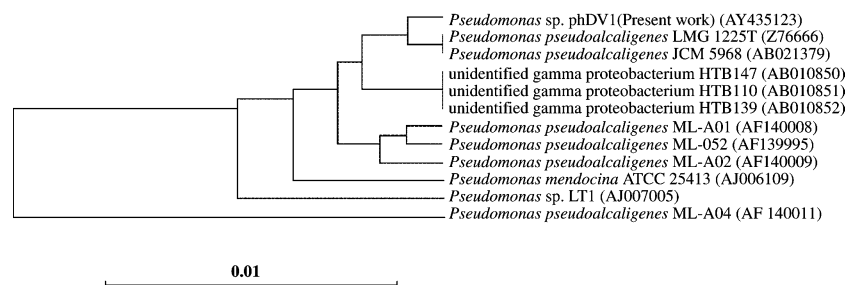 Pseudomonas sp. phDV1(Present work) (AY435123)
Pseudomonas pseudoalcaligenes LMG 1225T (Z76666)
Pseudomonas pseudoalcaligenes JCM 5968 (AB021379)
unidentified gamma proteobacterium HTB147 (AB010850)
unidentified gamma proteobacterium HTB110 (AB010851)
unidentified gamma proteobacterium HTB139 (AB010852)
Pseudomonas pseudoalcaligenes ML-A01 (AF140008)
Pseudomonas pseudoalcaligenes ML-052 (AF139995)
Pseudomonas pseudoalcaligenes ML-A02 (AF140009)
Pseudomonas mendocina ATCC 25413 (AJ006109)
Pseudomonas sp. LT1 (AJ007005)
Pseudomonas pseudoalcaligenes ML-A04 (AF 140011)
0.01